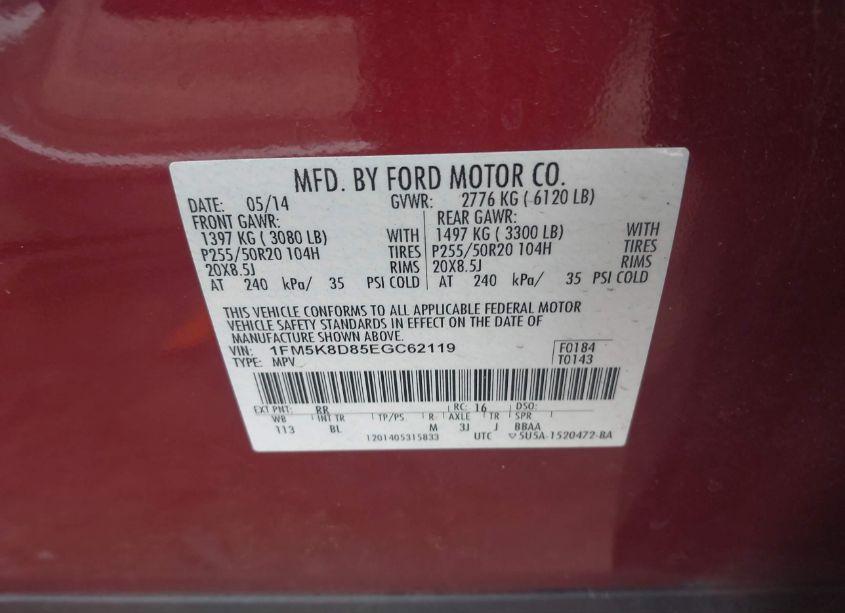 MFD. BY FORD MOTOR CO.
DATE: 05/14 GVWR: 2776 KG ( 6120 LB)
FRONT GAWR: REAR GAWR:
1397 KG ( 3080 LB) WITH 1497 KG ( 3300 LB) WITH
P255/50R20 104H TIRES P255/50R20 104H TIRES
20X8.5J RIMS 20X8.5J RIMS
AT 240 kPa/ 35 PSI COLD AT 240 kPa/ 35 PSI COLD
THIS VEHICLE CONFORMS TO ALL APPLICABLE FEDERAL MOTOR
VEHICLE SAFETY STANDARDS IN EFFECT ON THE DATE OF
MANUFACTURE SHOWN ABOVE.
VIN: 1FM5K8D85EGC62119 F0184
TYPE: MPV T0143
EXT PNT: RR RC: 16 DSO:
WB INT TR TP/PS R AXLE TR SPR
113 BL M 3J J BBAA
1201405315833 UTC ▽5U5A-1520472-BA